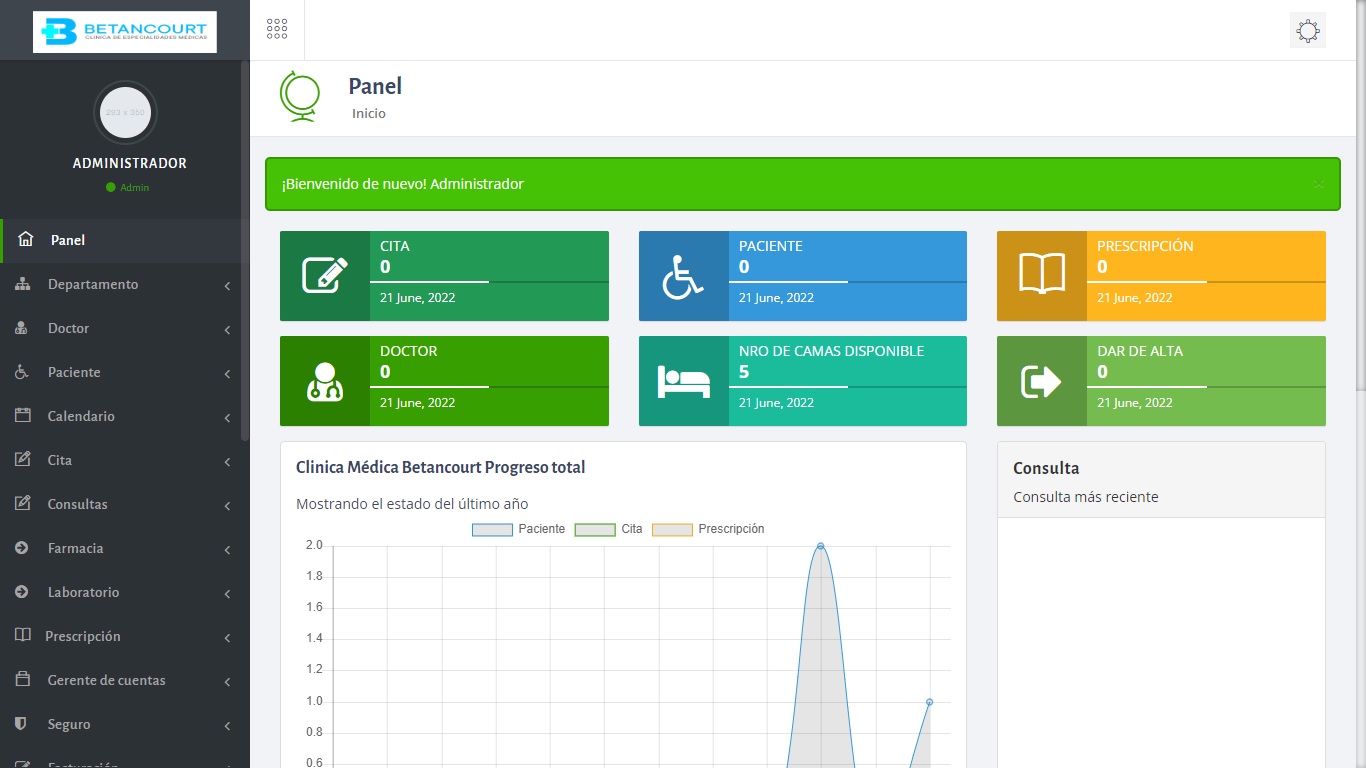 BETANCOURT
CLINICA DE ESPECIALIDADES MÉDICAS
293 x 350
ADMINISTRADOR
Admin
Panel
Departamento
Doctor
Paciente
Calendario
Cita
Consultas
Farmacia
Laboratorio
Prescripción
Gerente de cuentas
Seguro
Facturación
Panel
Inicio
¡Bienvenido de nuevo! Administrador
CITA
0
21 June, 2022
PACIENTE
0
21 June, 2022
PRESCRIPCIÓN
0
21 June, 2022
DOCTOR
0
21 June, 2022
NRO DE CAMAS DISPONIBLE
5
21 June, 2022
DAR DE ALTA
0
21 June, 2022
Clinica Médica Betancourt Progreso total
Mostrando el estado del último año
Paciente Cita Prescripción
2.0
1.8
1.6
1.4
1.2
1.0
0.8
0.6
Consulta
Consulta más reciente